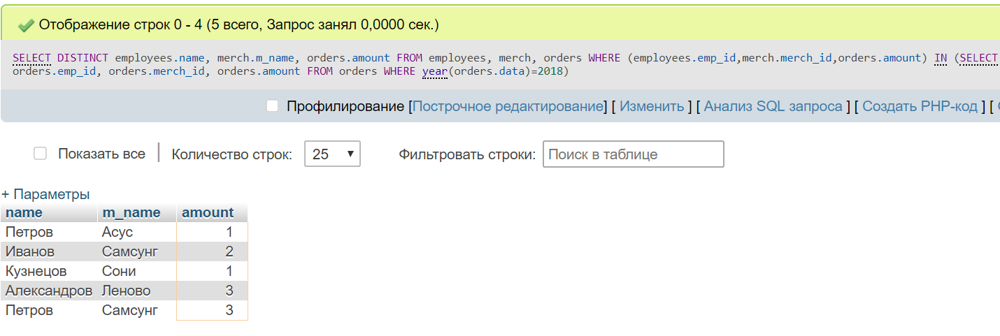 Отображение строк 0 - 4 (5 всего, Запрос занял 0,0000 сек.)
SELECT DISTINCT employees.name, merch.m_name, orders.amount FROM employees, merch, orders WHERE (employees.emp_id,merch.merch_id,orders.amount) IN (SELECT
orders.emp_id, orders.merch_id, orders.amount FROM orders WHERE year(orders.data)=2018)
Профилирование [Построчное редактирование] [ Изменить ] [ Анализ SQL запроса ] [ Создать PHP-код ] [
Показать все Количество строк: 25 Фильтровать строки: Поиск в таблице
+ Параметры
name m_name amount
Петров Асус 1
Иванов Самсунг 2
Кузнецов Сони 1
Александров Леново 3
Петров Самсунг 3